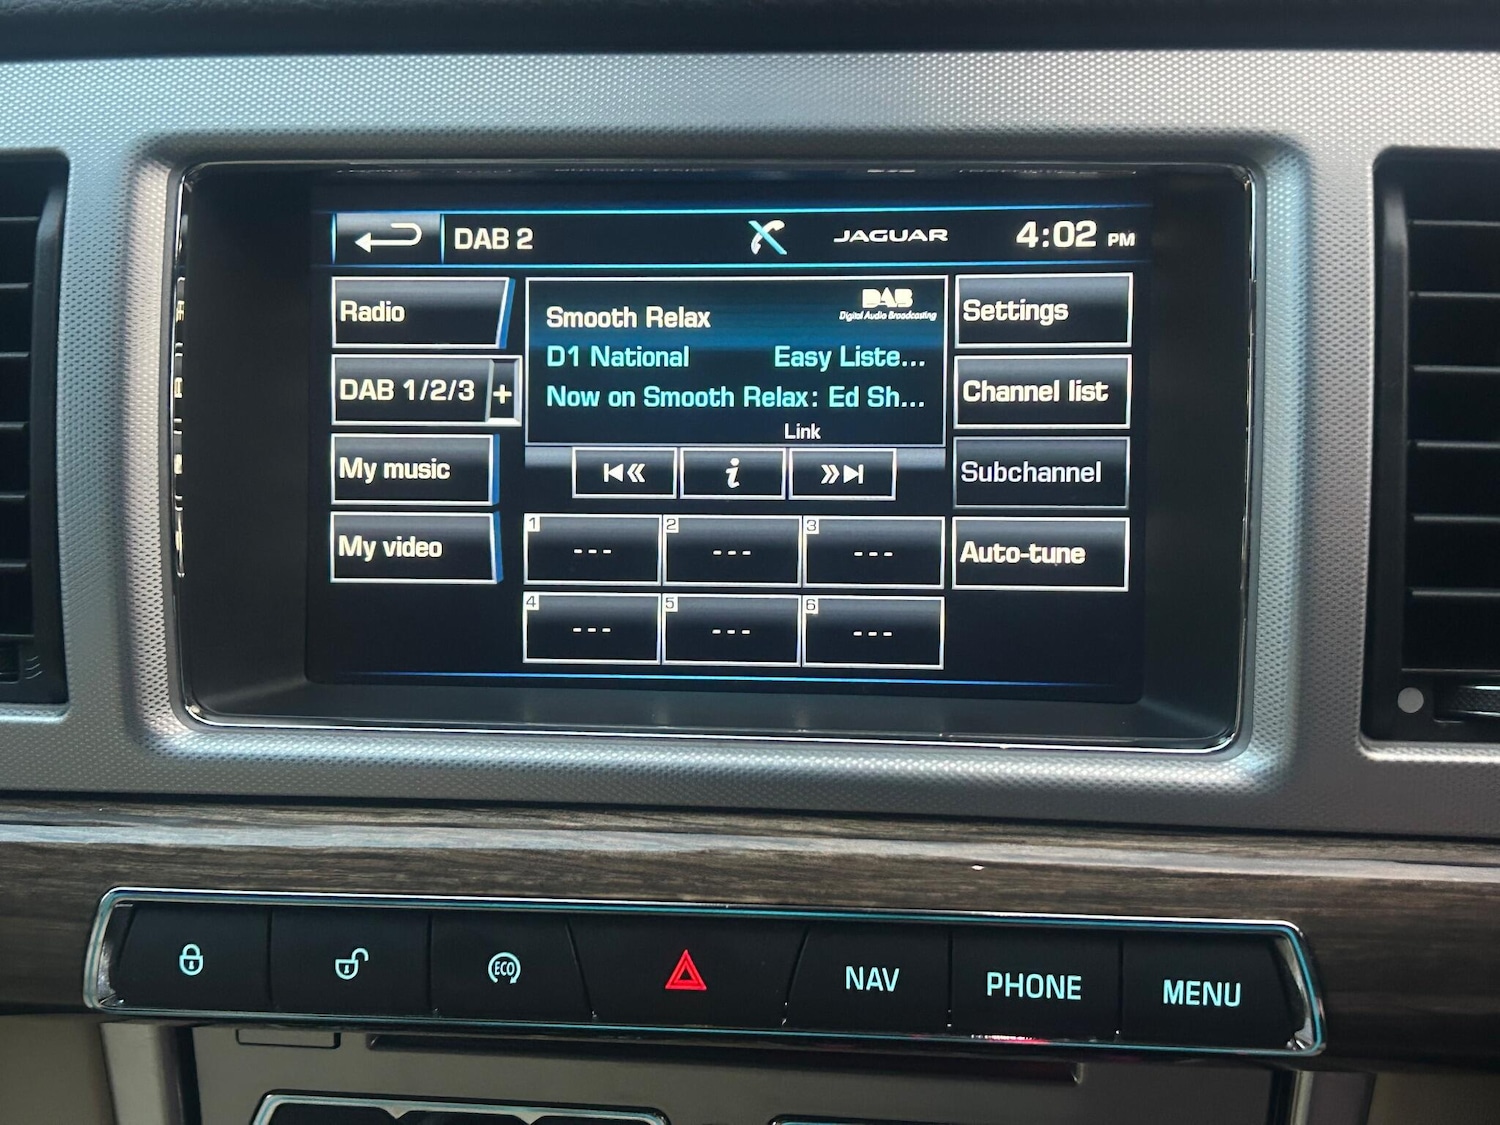 DAB 2
JAGUAR
4:02 PM
Radio
DAB 1/2/3 +
My music
My video
Smooth Relax
DAB
Digital Audio Broadcasting
D1 National Easy Liste...
Now on Smooth Relax: Ed Sh...
Link
i
1 ---
2 ---
3 ---
4 ---
5 ---
6 ---
Settings
Channel list
Subchannel
Auto-tune
ECO
NAV
PHONE
MENU